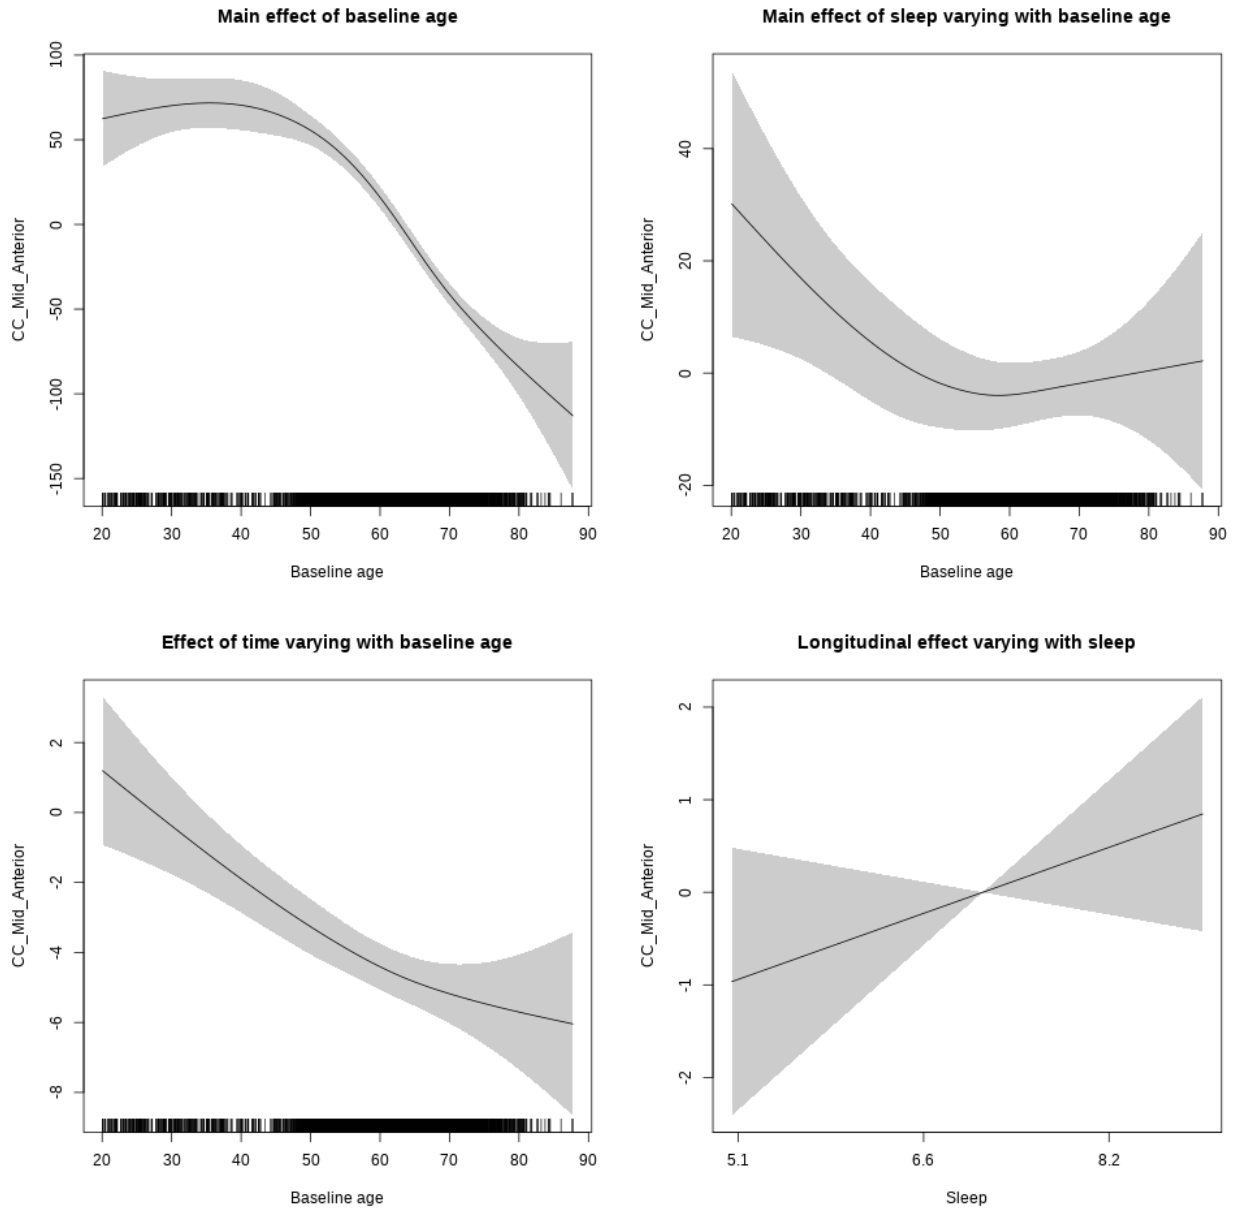 Main effect of baseline age
CC_Mid_Anterior
100
50
0
-50
-100
-150
20 30 40 50 60 70 80 90
Baseline age
Main effect of sleep varying with baseline age
CC_Mid_Anterior
40
20
0
-20
20 30 40 50 60 70 80 90
Baseline age
Effect of time varying with baseline age
CC_Mid_Anterior
2
0
-2
-4
-6
-8
20 30 40 50 60 70 80 90
Baseline age
Longitudinal effect varying with sleep
CC_Mid_Anterior
2
1
0
-1
-2
5.1 6.6 8.2
Sleep